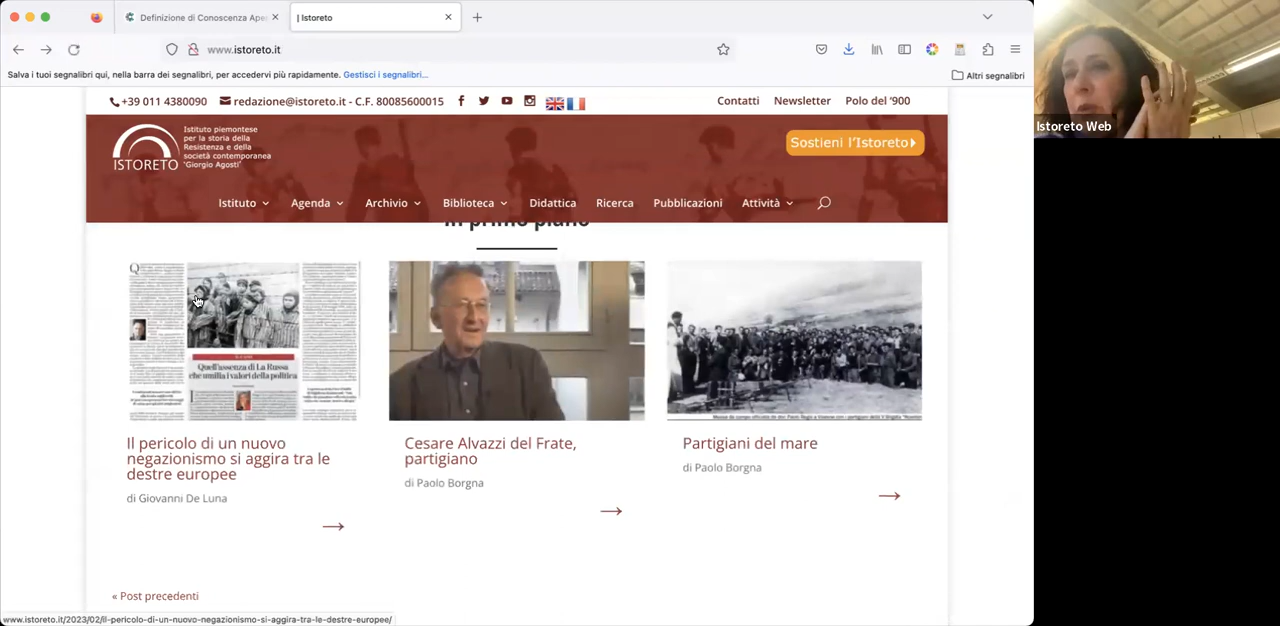 Definizione di Conoscenza Ape
| Istoreto
www.istoreto.it
Salva i tuoi segnalibri qui, nella barra dei segnalibri, per accedervi più rapidamente. Gestisci i segnalibri...
Altri segnalibri
+39 011 4380090
redazione@istoreto.it - C.F. 80085600015
Contatti
Newsletter
Polo del '900
ISTORETO
Istituto piemontese
per la storia della
Resistenza e della
società contemporanea
'Giorgio Agosti'
Sostieni l'Istoreto
Istituto
Agenda
Archivio
Biblioteca
Didattica
Ricerca
Pubblicazioni
Attività
In primo piano
Quell'assenza di La Russa
che umilia i valori della politica
Il pericolo di un nuovo
negazionismo si aggira tra le
destre europee
di Giovanni De Luna
Cesare Alvazzi del Frate,
partigiano
di Paolo Borgna
Partigiani del mare
di Paolo Borgna
« Post precedenti
www.istoreto.it/2023/02/il-pericolo-di-un-nuovo-negazionismo-si-aggira-tra-le-destre-europee/
Istoreto Web